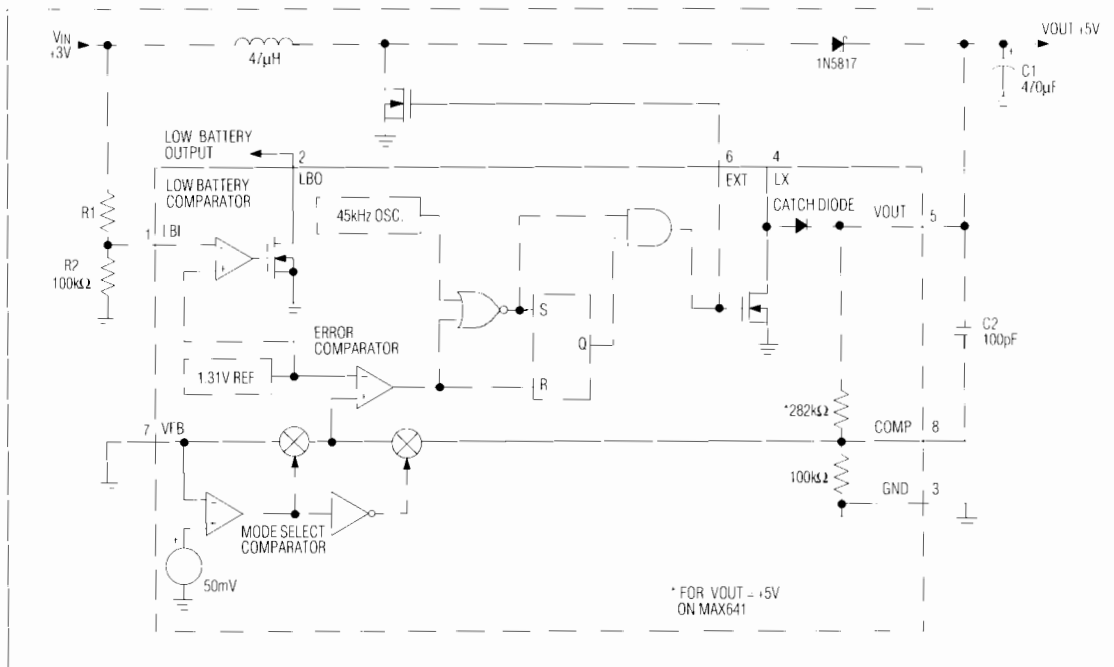 VIN
+3V
47µH
1N5817
VOUT +5V
+
C1
470µF
LOW BATTERY
OUTPUT
2
LBO
6
EXT
4
LX
LOW BATTERY
COMPARATOR
45kHz OSC.
CATCH DIODE
VOUT
5
R1
1
LBI
-
+
R2
100kΩ
S
Q
R
C2
100pF
ERROR
COMPARATOR
1.31V REF
-
+
*282kΩ
7
VFB
COMP
8
100kΩ
GND
3
-
+
MODE SELECT
COMPARATOR
+
50mV
* FOR VOUT = +5V
ON MAX641